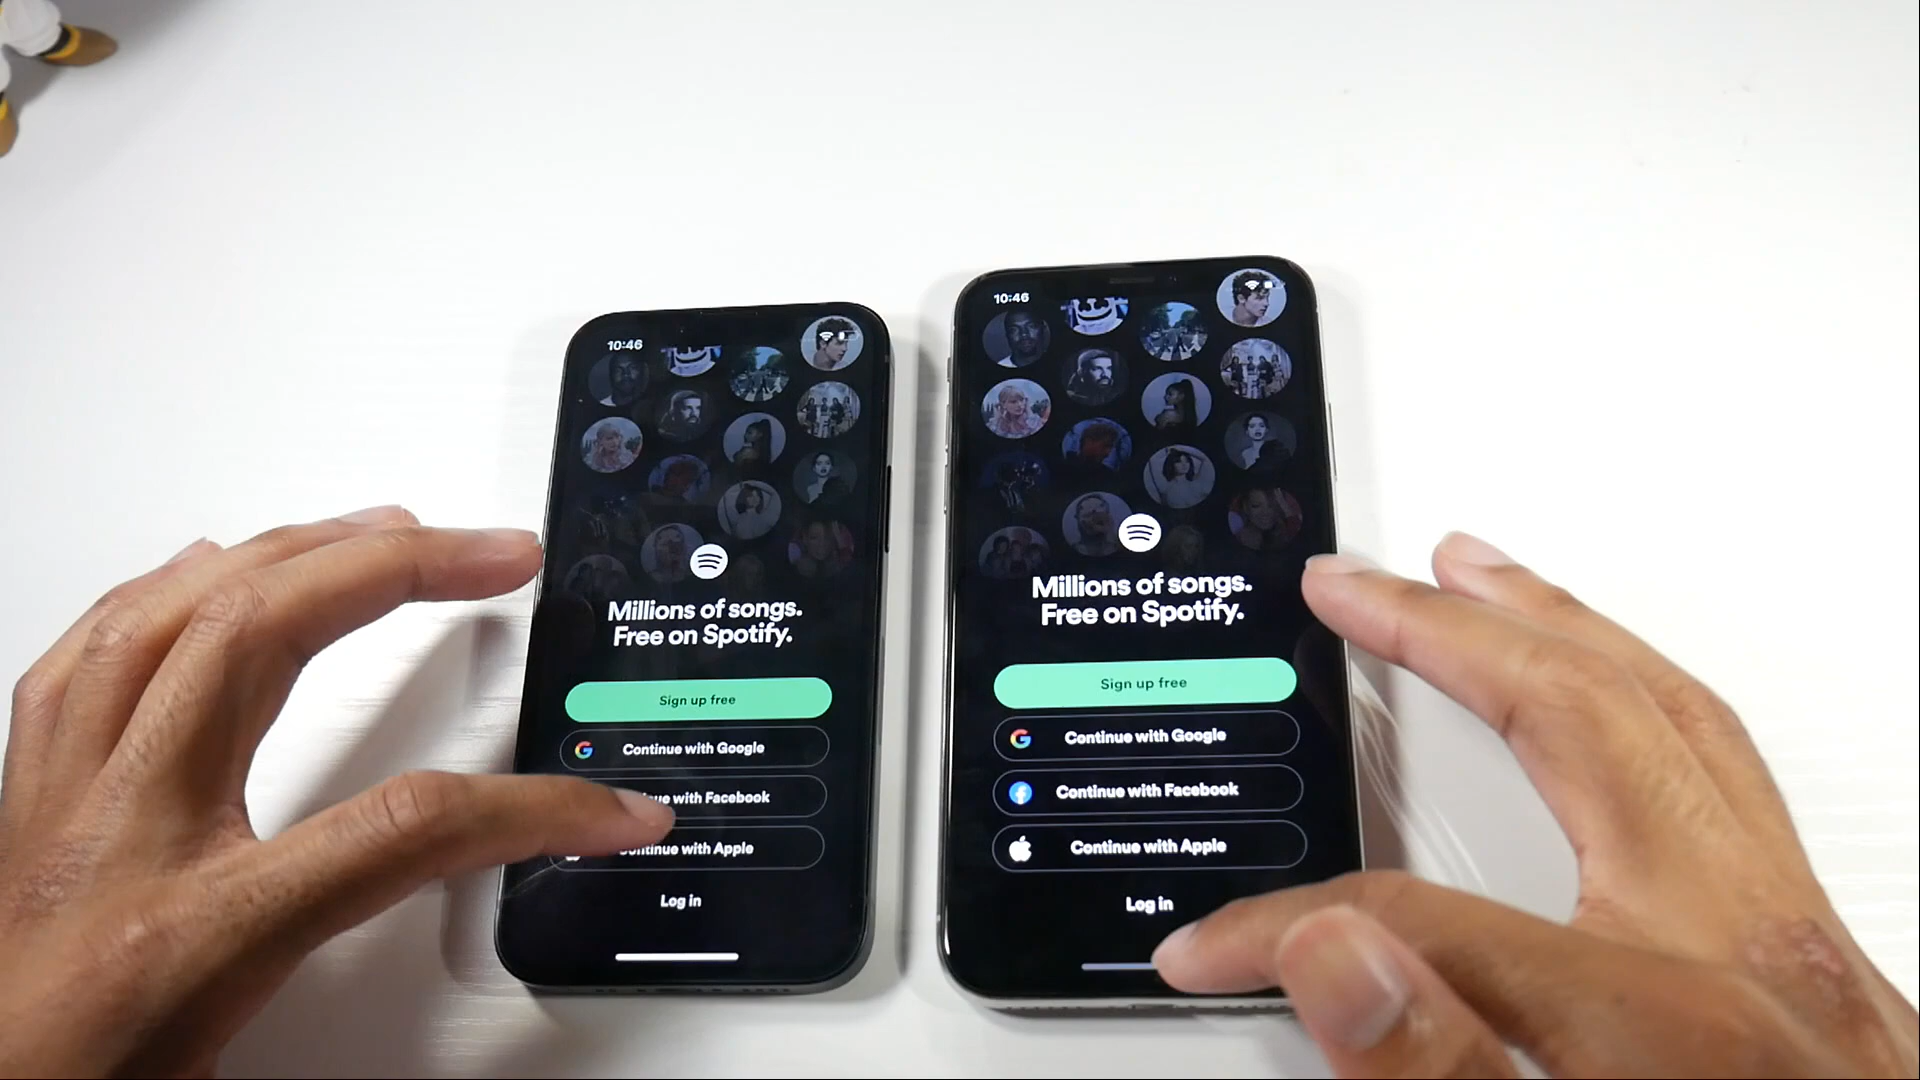 10:46
Millions of songs.
Free on Spotify.
Sign up free
Continue with Google
ue with Facebook
ontinue with Apple
Log in
10:46
Millions of songs.
Free on Spotify.
Sign up free
Continue with Google
Continue with Facebook
Continue with Apple
Log in